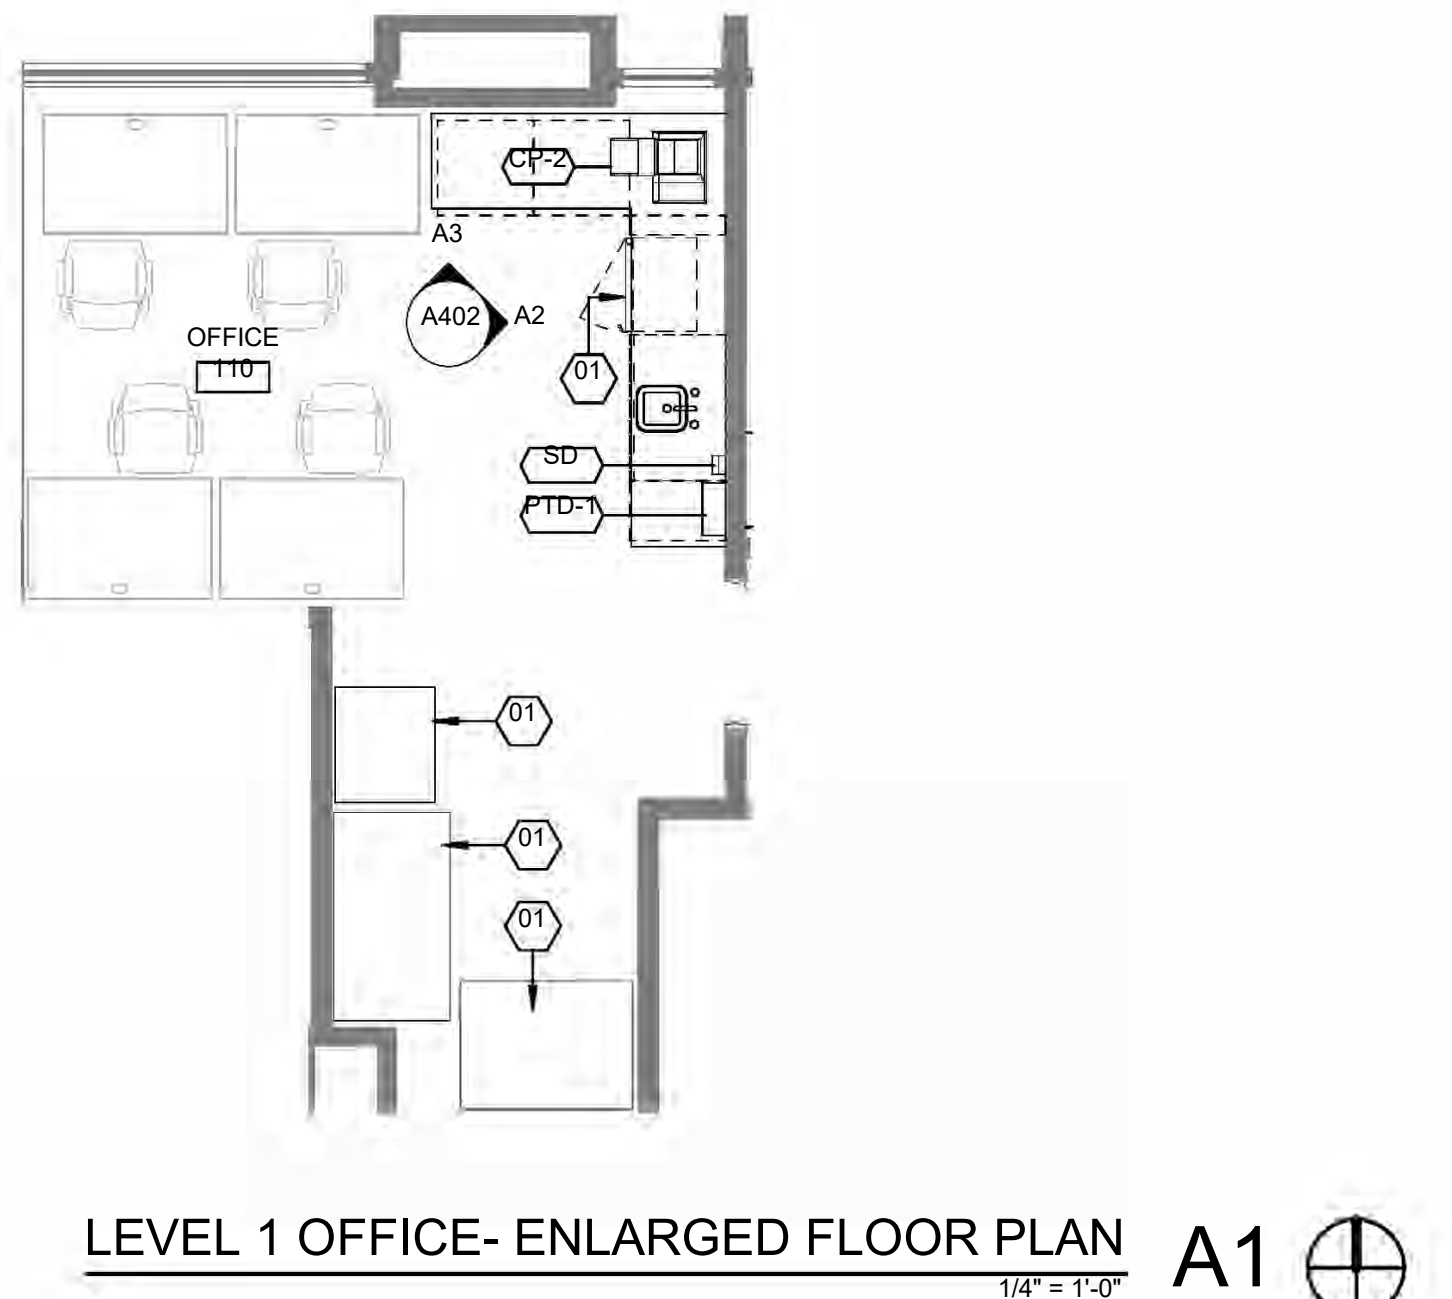 CP-2
A3
A402
A2
OFFICE
110
01
SD
PTD-1
01
01
01
LEVEL 1 OFFICE- ENLARGED FLOOR PLAN
A1
1/4" = 1'-0"